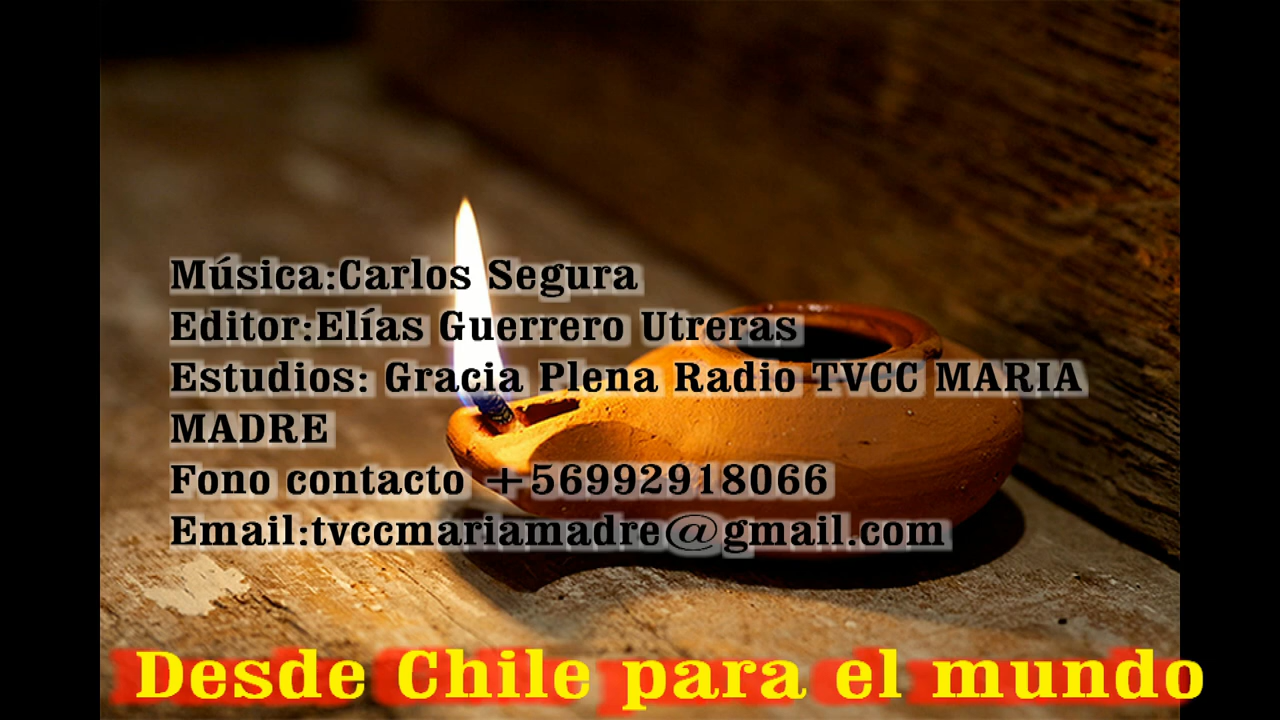 Música:Carlos Segura
Editor:Elías Guerrero Utreras
Estudios: Gracia Plena Radio TVCC MARIA
MADRE
Fono contacto +56992918066
Email:tvccmariamadre@gmail.com
Desde Chile para el mundo